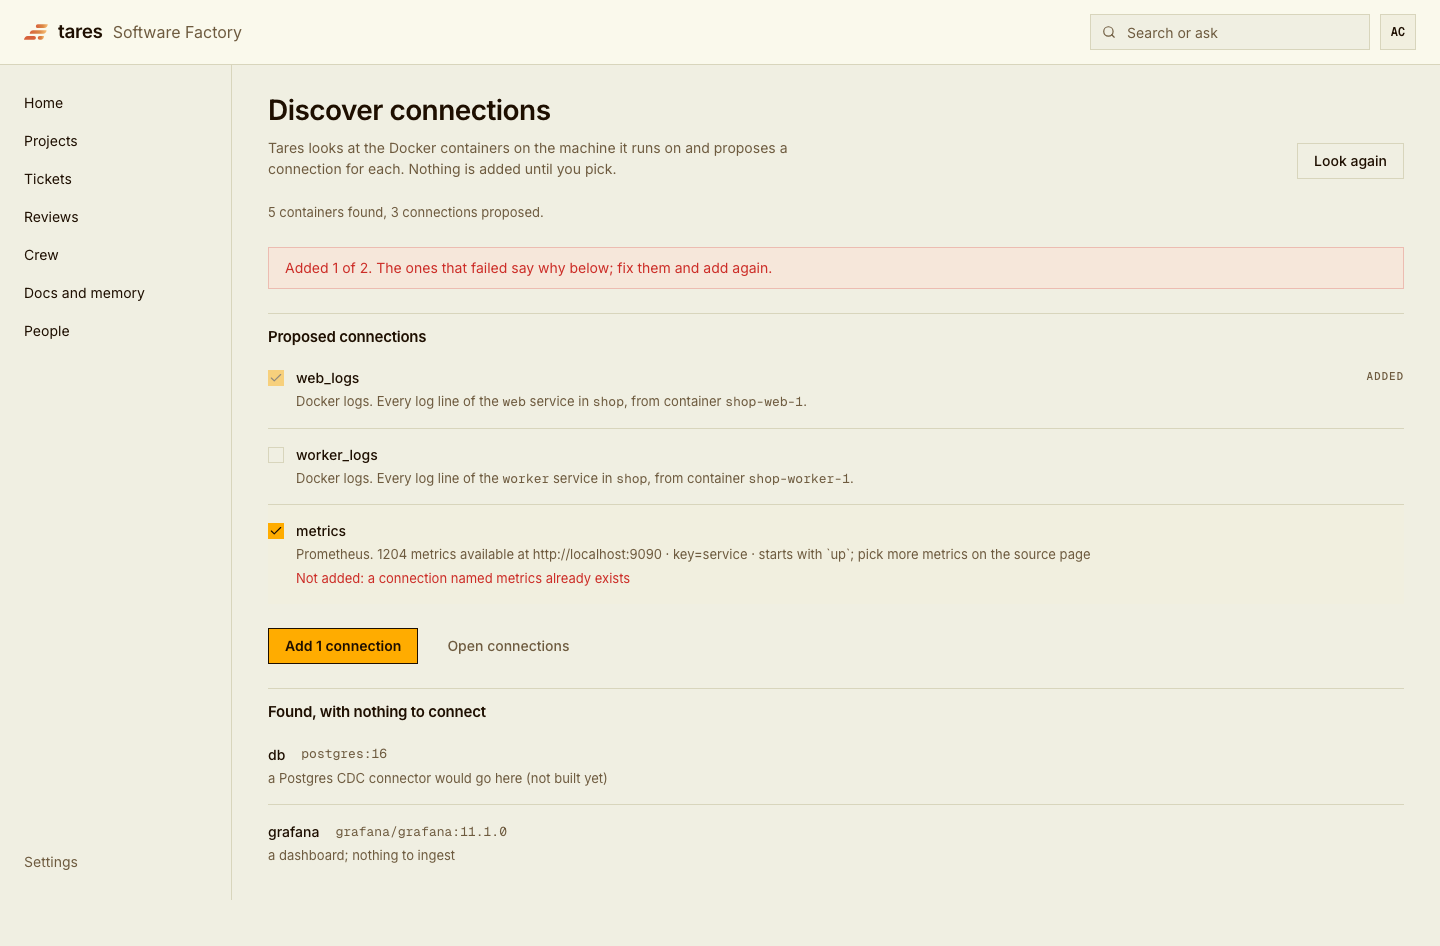 tares Software Factory
Search or ask
AC
Home
Projects
Tickets
Reviews
Crew
Docs and memory
People
Settings
Discover connections
Tares looks at the Docker containers on the machine it runs on and proposes a
connection for each. Nothing is added until you pick.
Look again
5 containers found, 3 connections proposed.
Added 1 of 2. The ones that failed say why below; fix them and add again.
Proposed connections
web_logs
ADDED
Docker logs. Every log line of the web service in shop, from container shop-web-1.
worker_logs
Docker logs. Every log line of the worker service in shop, from container shop-worker-1.
metrics
Prometheus. 1204 metrics available at http://localhost:9090 · key=service · starts with `up`; pick more metrics on the source page
Not added: a connection named metrics already exists
Add 1 connection
Open connections
Found, with nothing to connect
db postgres:16
a Postgres CDC connector would go here (not built yet)
grafana grafana/grafana:11.1.0
a dashboard; nothing to ingest